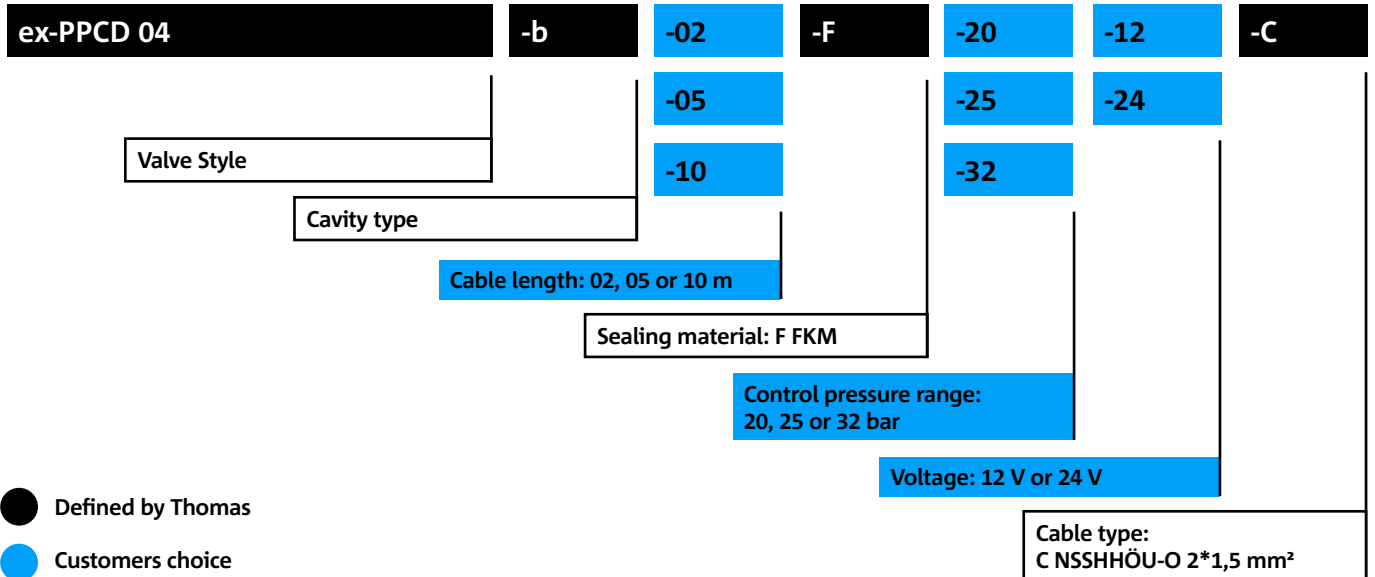 ex-PPCD 04 -b -02 -F -20 -12 -C
-05 -25 -24
-10 -32
Valve Style
Cavity type
Cable length: 02, 05 or 10 m
Sealing material: F FKM
Control pressure range:
20, 25 or 32 bar
Voltage: 12 V or 24 V
Defined by Thomas
Customers choice
Cable type:
C NSSHHÖU-O 2*1,5 mm²